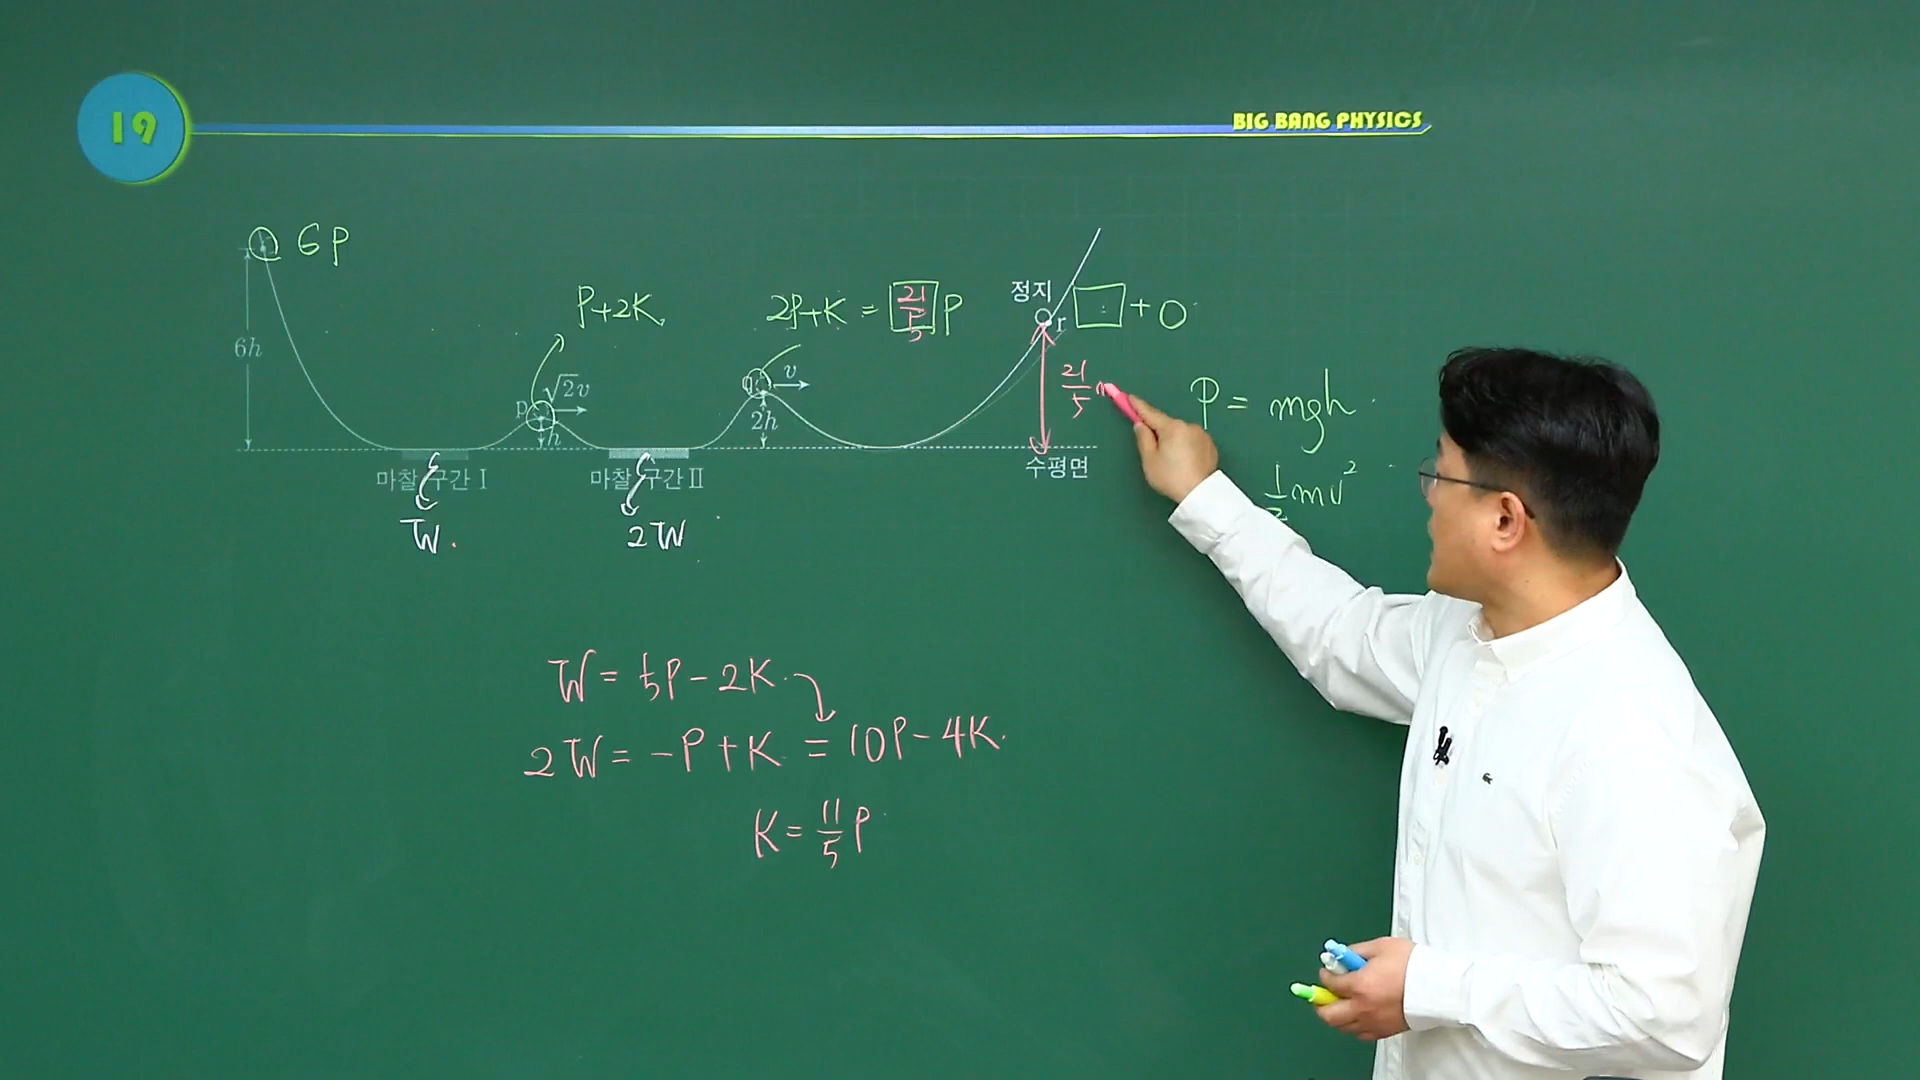 19
BIG BANG PHYSICS
6P
6h
P+2K
2P+K = 21/5 P
정지
r
□ + 0
p
√2v
h
q
v
2h
21/5
P = mgh
1/2 mv²
마찰 구간 I
마찰 구간 II
수평면
W
2W
W = 5P - 2K
2W = -P + K = 10P - 4K
K = 11/5 P